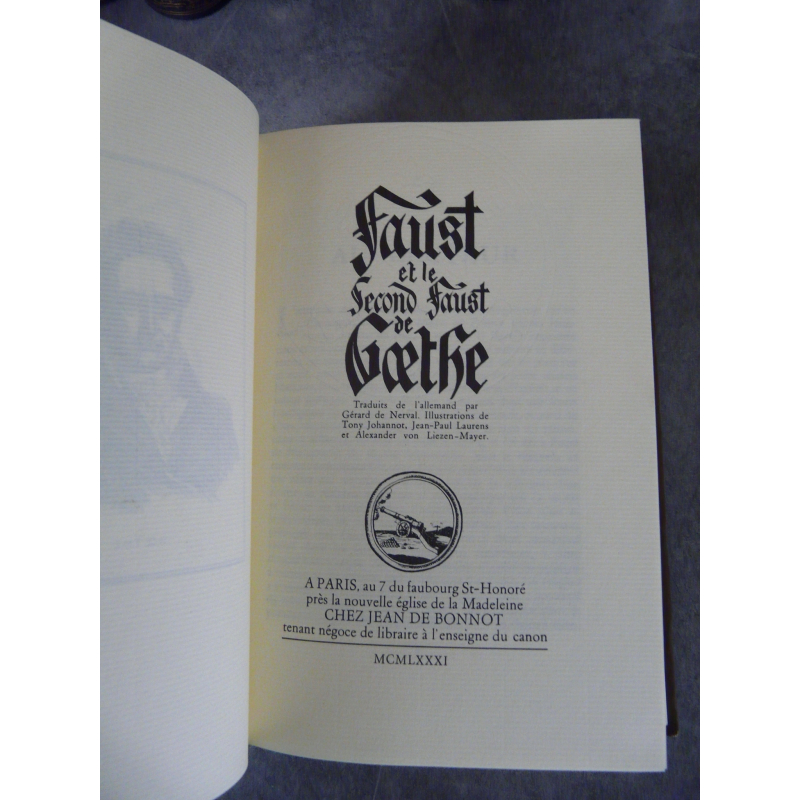 Faust
et le
Second Faust
de
Gœthe
Traduits de l'allemand par
Gérard de Nerval. Illustrations de
Tony Johannot, Jean-Paul Laurens
et Alexander von Liezen-Mayer.
A PARIS, au 7 du faubourg St-Honoré
près la nouvelle église de la Madeleine
CHEZ JEAN DE BONNOT
tenant négoce de libraire à l'enseigne du canon
MCMLXXXI